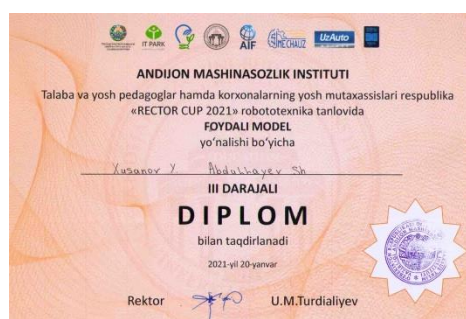 IT PARK
AIF
MECHAUZ
UzAuto
ANDIJON MASHINASOZLIK INSTITUTI
Talaba va yosh pedagoglar hamda korxonalarning yosh mutaxassislari respublika
«RECTOR CUP 2021» robototexnika tanlovida
FOYDALI MODEL
yo'nalishi bo'yicha
Xusanov Y. Abdulhayev Sh
III DARAJALI
DIPLOM
bilan taqdirlanadi
2021-yil 20-yanvar
Rektor U.M.Turdialiyev